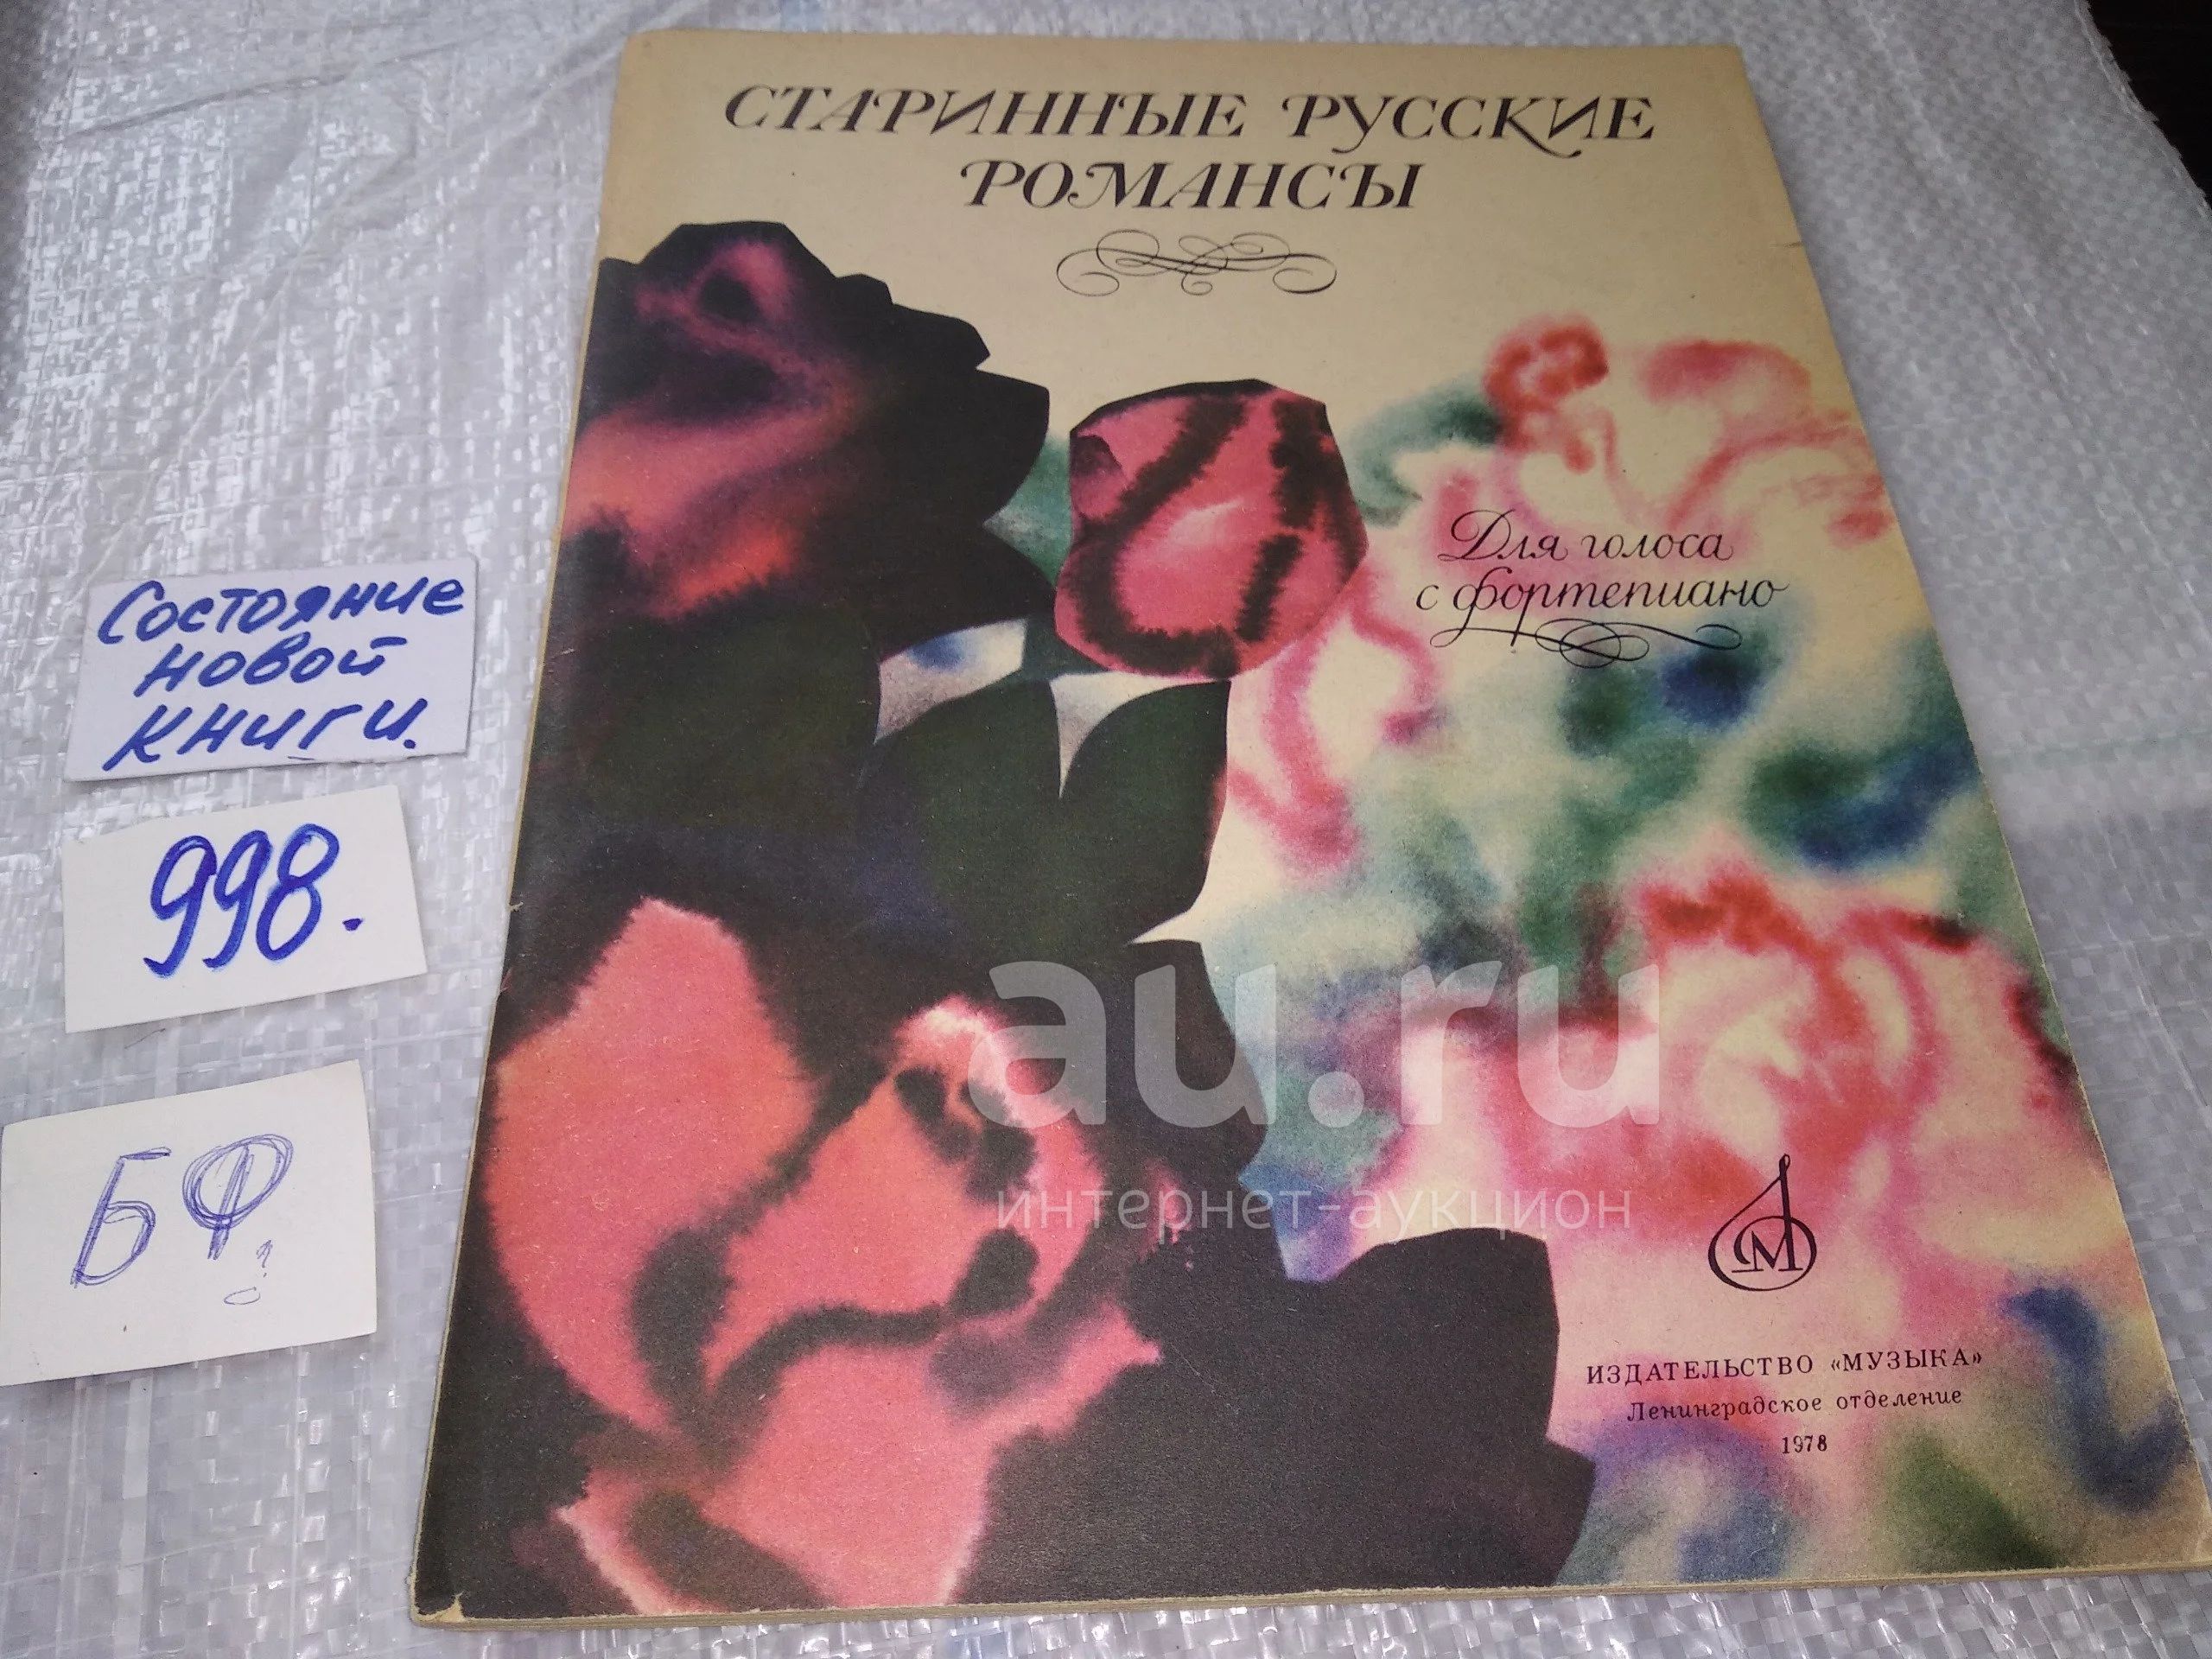 СТАРИННЫЕ РУССКИЕ
РОМАНСЫ
Для голоса
с фортепиано
Состояние
новой
книги.
998.
БФ
au.ru
интернет-аукцион
М
ИЗДАТЕЛЬСТВО «МУЗЫКА»
Ленинградское отделение
1978